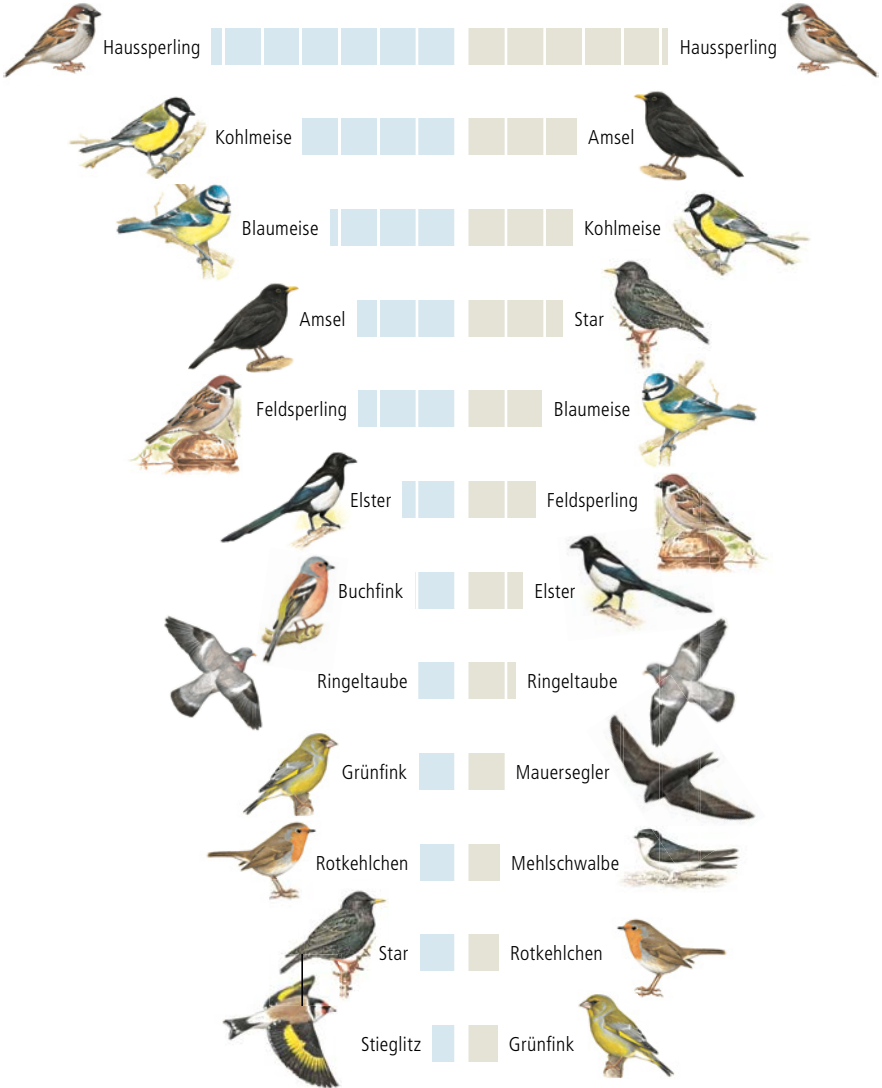 Haussperling Haussperling
Kohlmeise Amsel
Blaumeise Kohlmeise
Amsel Star
Feldsperling Blaumeise
Elster Feldsperling
Buchfink Elster
Ringeltaube Ringeltaube
Grünfink Mauersegler
Rotkehlchen Mehlschwalbe
Star Rotkehlchen
Stieglitz Grünfink